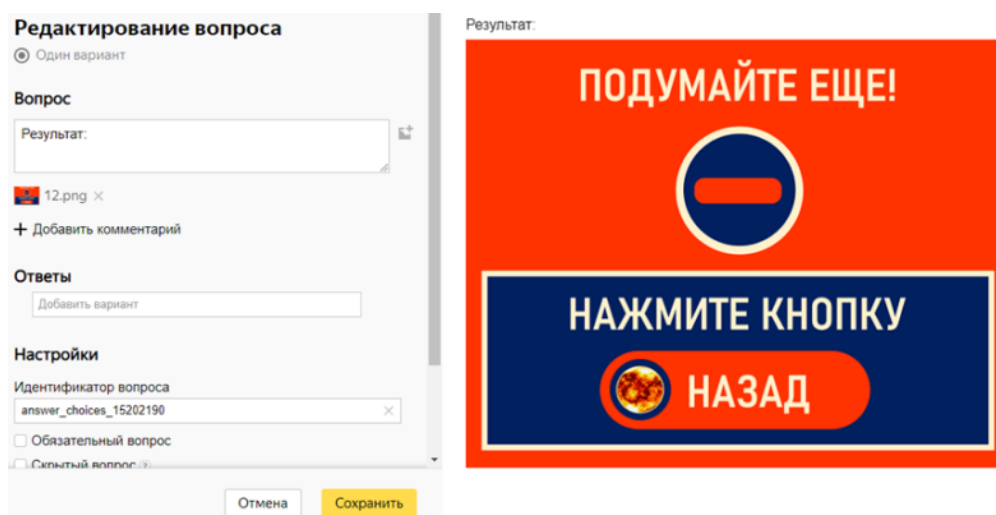 Редактирование вопроса
Один вариант
Вопрос
Результат:
12.png ×
+ Добавить комментарий
Ответы
Добавить вариант
Настройки
Идентификатор вопроса
answer_choices_15202190 ×
Обязательный вопрос
Скрытый вопрос ?
Отмена
Сохранить
Результат:
ПОДУМАЙТЕ ЕЩЕ!
НАЖМИТЕ КНОПКУ
НАЗАД